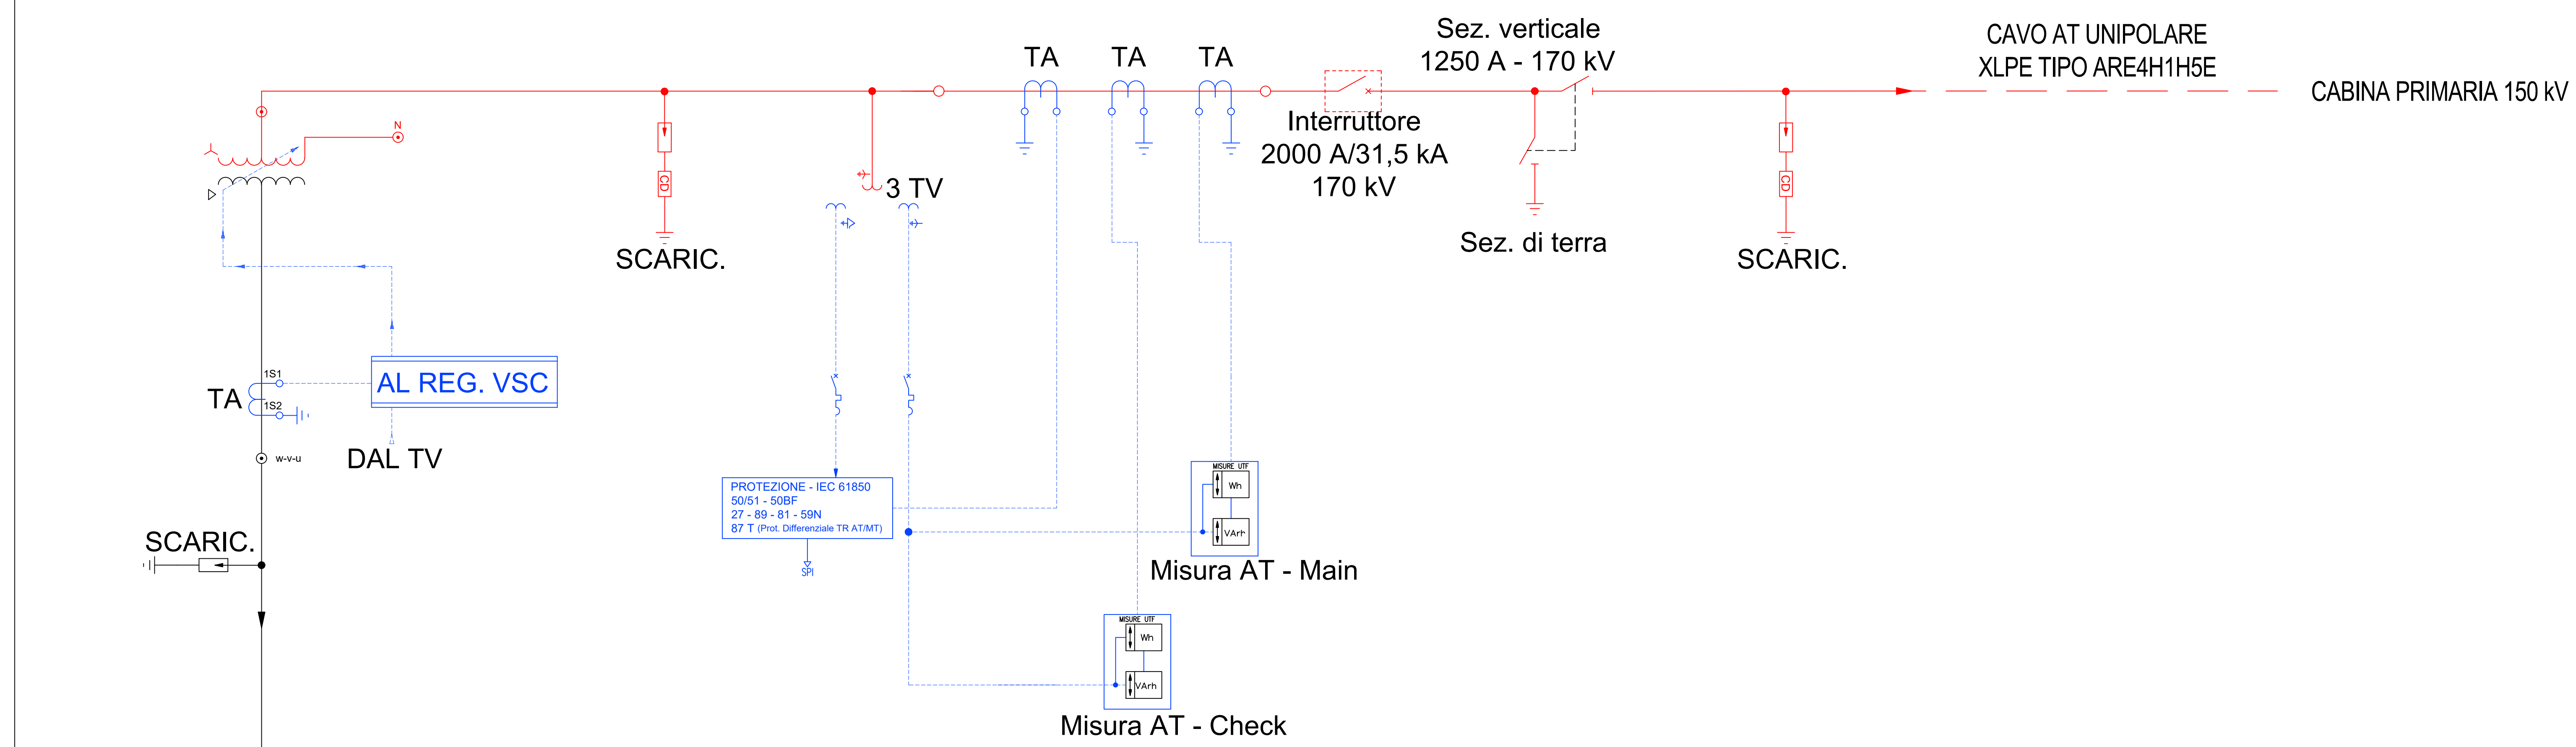 Sez. verticale
1250 A - 170 kV
CAVO AT UNIPOLARE
XLPE TIPO ARE4H1H5E
CABINA PRIMARIA 150 kV
TA
TA
TA
Interruttore
2000 A/31,5 kA
170 kV
N
CD
CD
3 TV
SCARIC.
Sez. di terra
SCARIC.
1S1
TA
1S2
AL REG. VSC
w-v-u
DAL TV
PROTEZIONE - IEC 61850
50/51 - 50BF
27 - 89 - 81 - 59N
87 T (Prot. Differenziale TR AT/MT)
SPI
MISURE UTF
Wh
VArh
Misura AT - Main
SCARIC.
MISURE UTF
Wh
VArh
Misura AT - Check